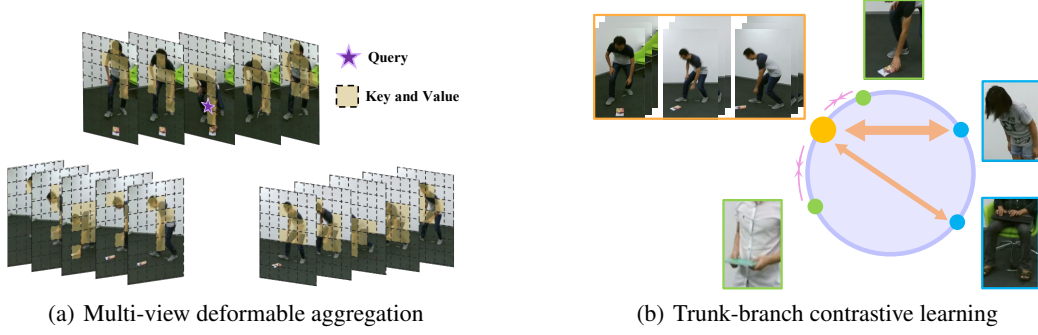 Query
Key and Value
(a) Multi-view deformable aggregation
(b) Trunk-branch contrastive learning